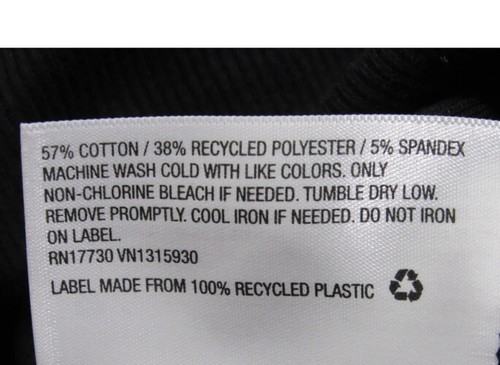 57% COTTON / 38% RECYCLED POLYESTER / 5% SPANDEX
MACHINE WASH COLD WITH LIKE COLORS. ONLY
NON-CHLORINE BLEACH IF NEEDED. TUMBLE DRY LOW.
REMOVE PROMPTLY. COOL IRON IF NEEDED. DO NOT IRON
ON LABEL.
RN17730 VN1315930
LABEL MADE FROM 100% RECYCLED PLASTIC